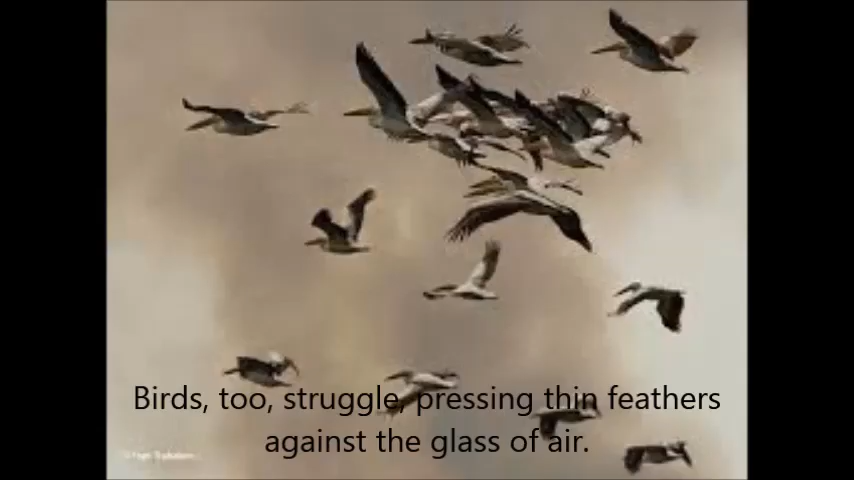 Birds, too, struggle, pressing thin feathers
against the glass of air.